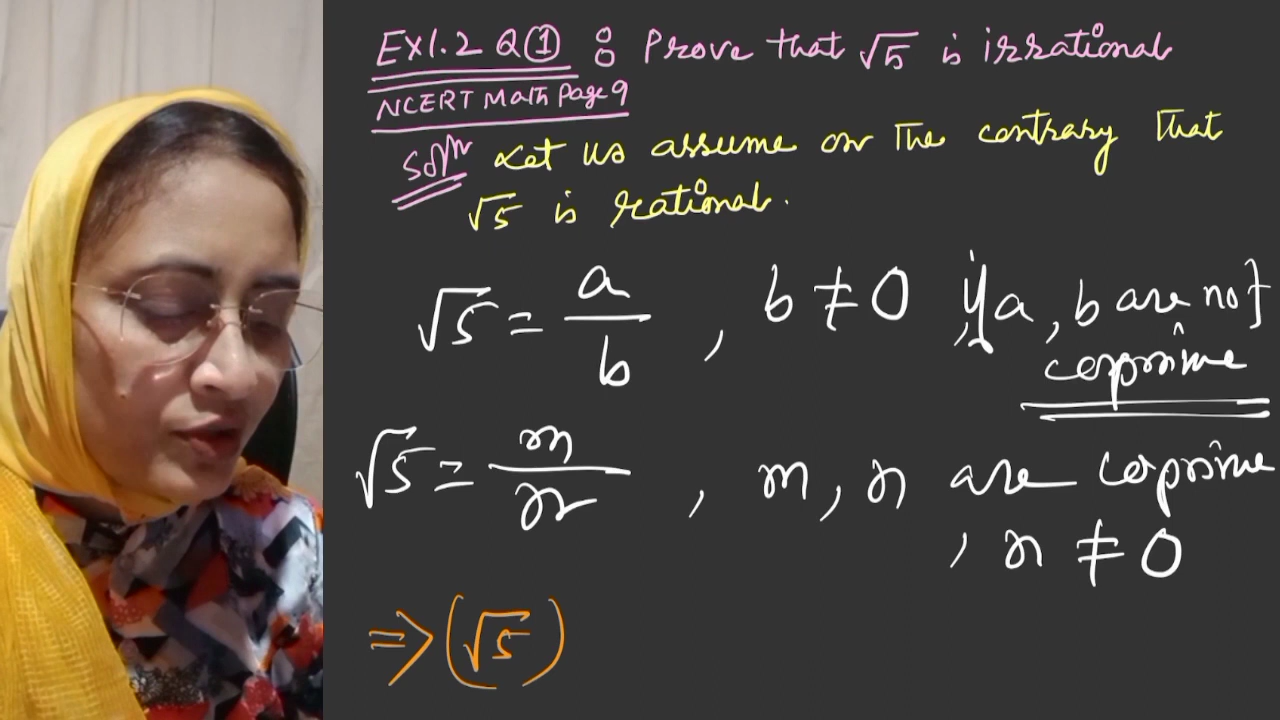 Ex1.2 Q① : Prove that √5 is irrational
NCERT Math Page 9
Soln Let us assume on the contrary that
√5 is rational.
√5 = a/b , b ≠ 0 if a, b are not
coprime
√5 = m/n , m, n are coprime
, n ≠ 0
=> (√5)